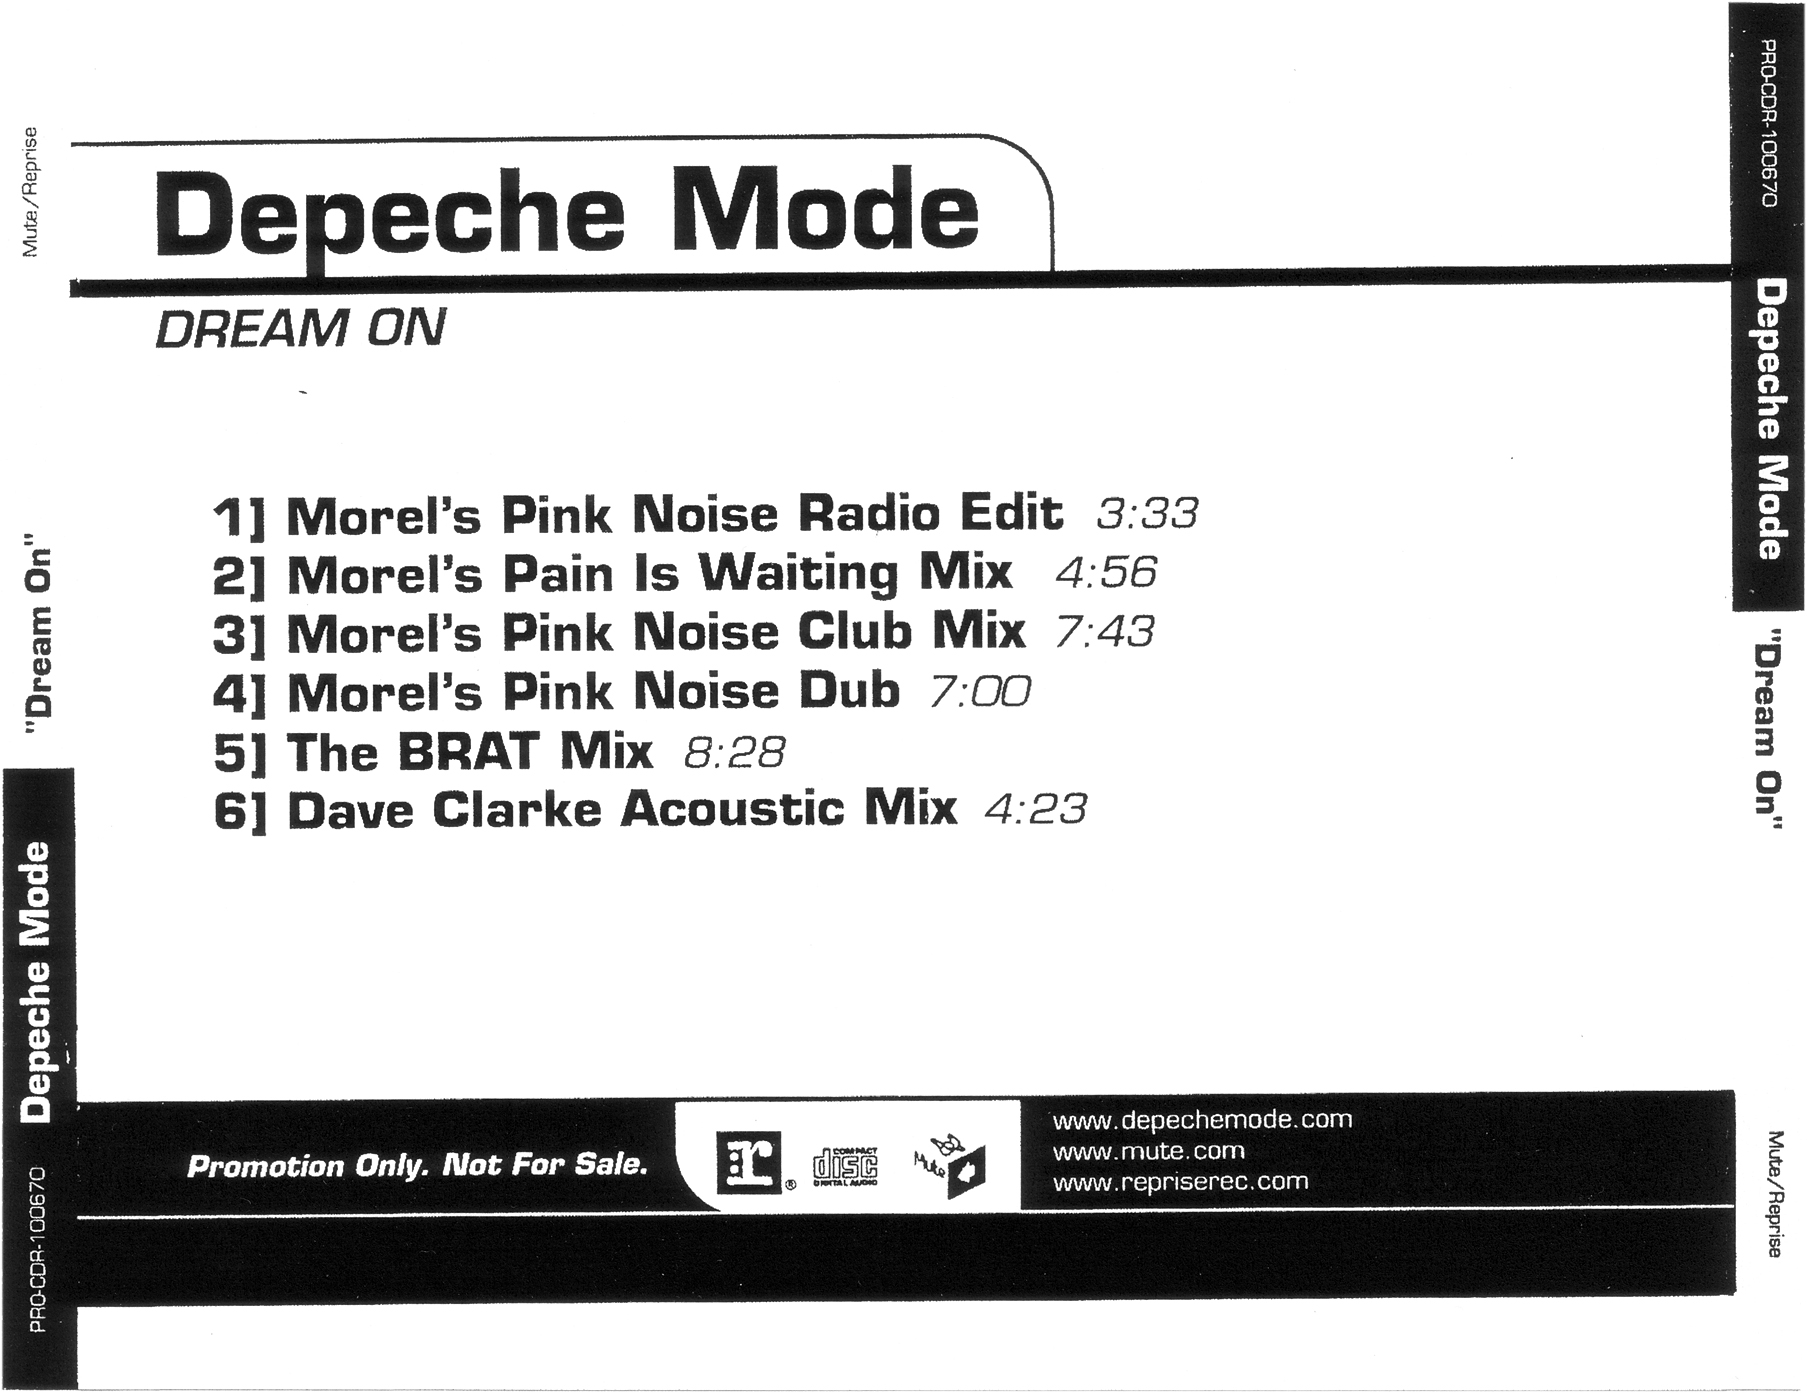 Mute/Reprise
"Dream On"
Depeche Mode
PRO-CDR-100670
Depeche Mode
DREAM ON
1] Morel's Pink Noise Radio Edit 3:33
2] Morel's Pain Is Waiting Mix 4:56
3] Morel's Pink Noise Club Mix 7:43
4] Morel's Pink Noise Dub 7:00
5] The BRAT Mix 8:28
6] Dave Clarke Acoustic Mix 4:23
Promotion Only. Not For Sale.
r ®
COMPACT
disc
DIGITAL AUDIO
Mute
www.depechemode.com
www.mute.com
www.repriserec.com
PRO-CDR-100670
Depeche Mode
"Dream On"
Mute/Reprise